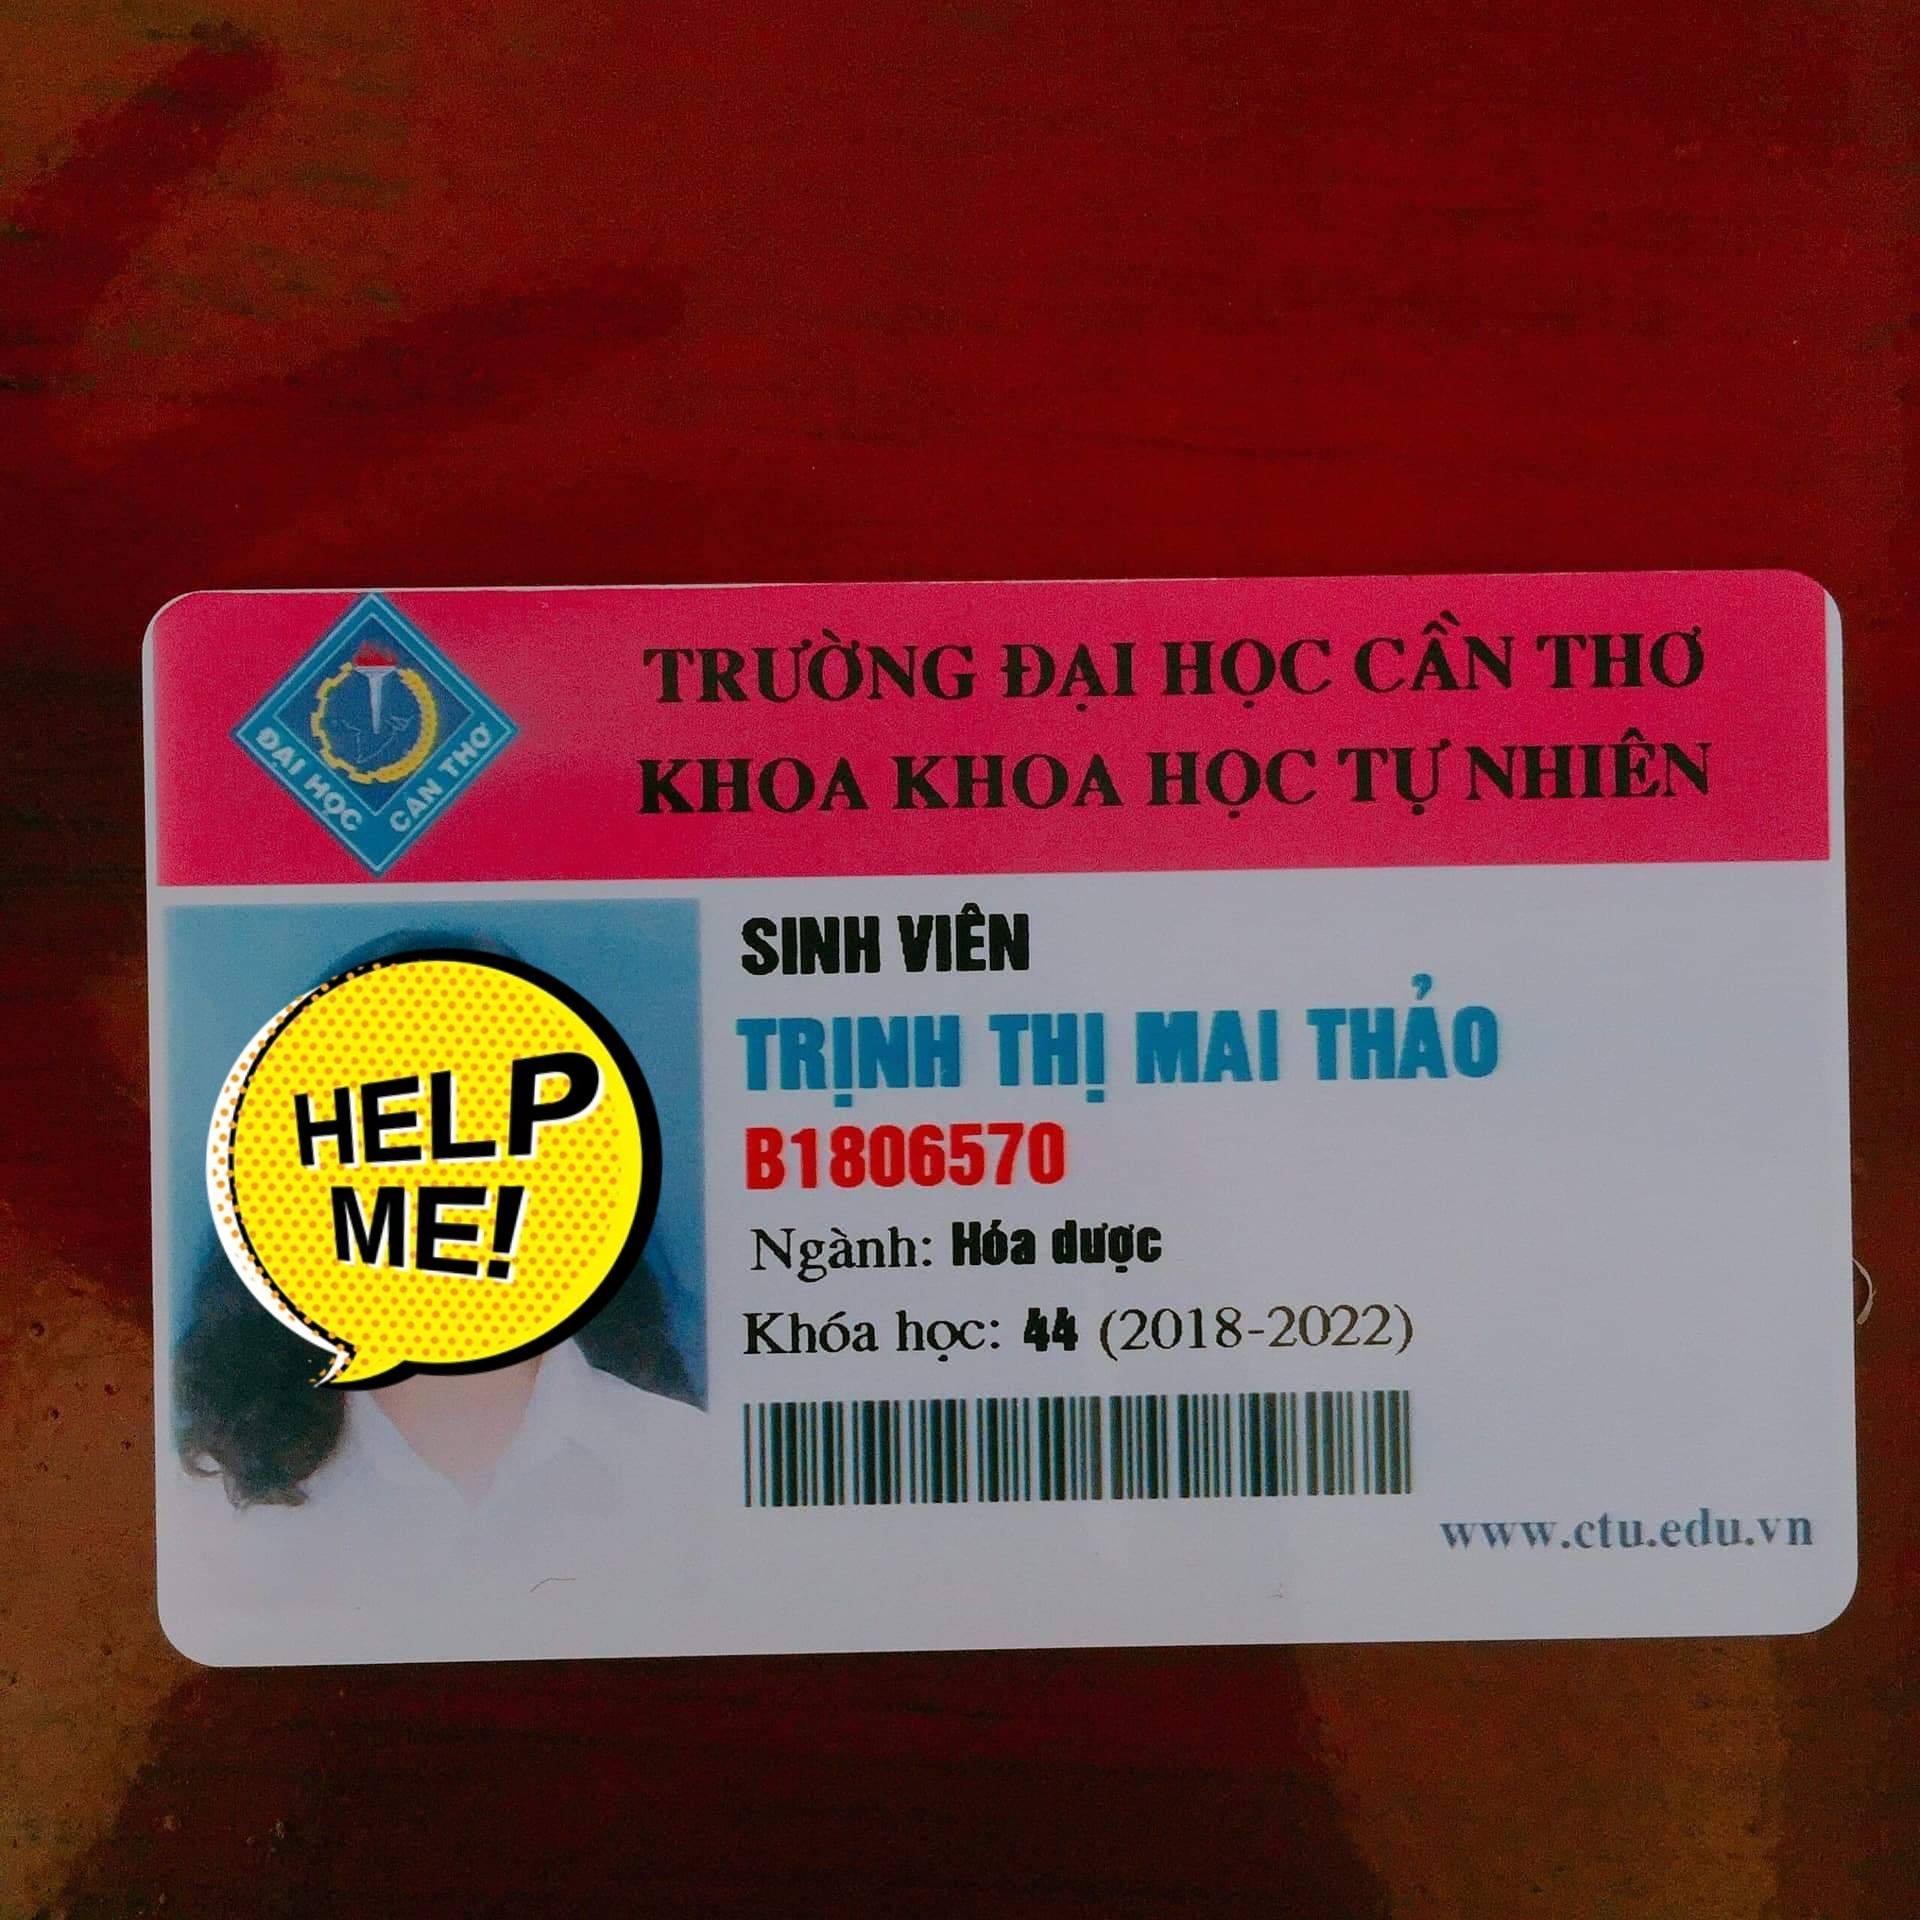 TRƯỜNG ĐẠI HỌC CẦN THƠ
KHOA KHOA HỌC TỰ NHIÊN
ĐẠI HỌC CẦN THƠ
SINH VIÊN
TRỊNH THỊ MAI THẢO
B1806570
Ngành: Hóa dược
Khóa học: 44 (2018-2022)
www.ctu.edu.vn
HELP
ME!